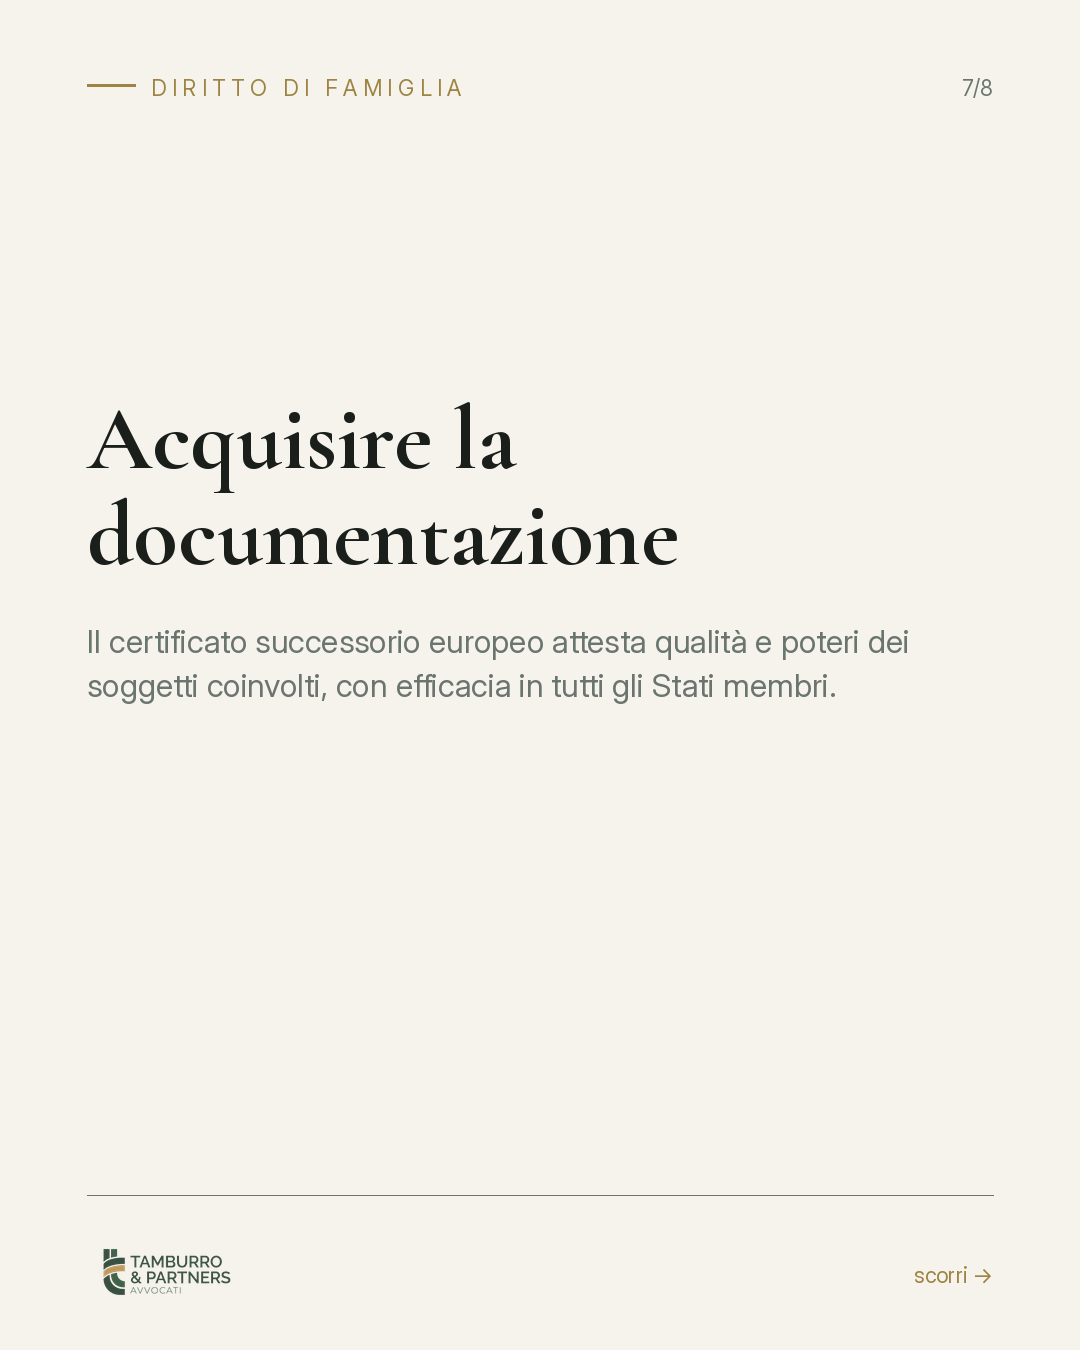 DIRITTO DI FAMIGLIA
7/8
Acquisire la
documentazione
Il certificato successorio europeo attesta qualità e poteri dei
soggetti coinvolti, con efficacia in tutti gli Stati membri.
TAMBURRO
& PARTNERS
AVVOCATI
scorri →